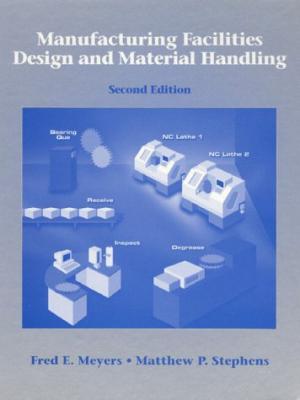 Manufacturing Facilities
Design and Material Handling
Second Edition
Bearing
Que
NC Lathe 1
NC Lathe 2
Receive
Inspect
Degrease
Fred E. Meyers • Matthew P. Stephens